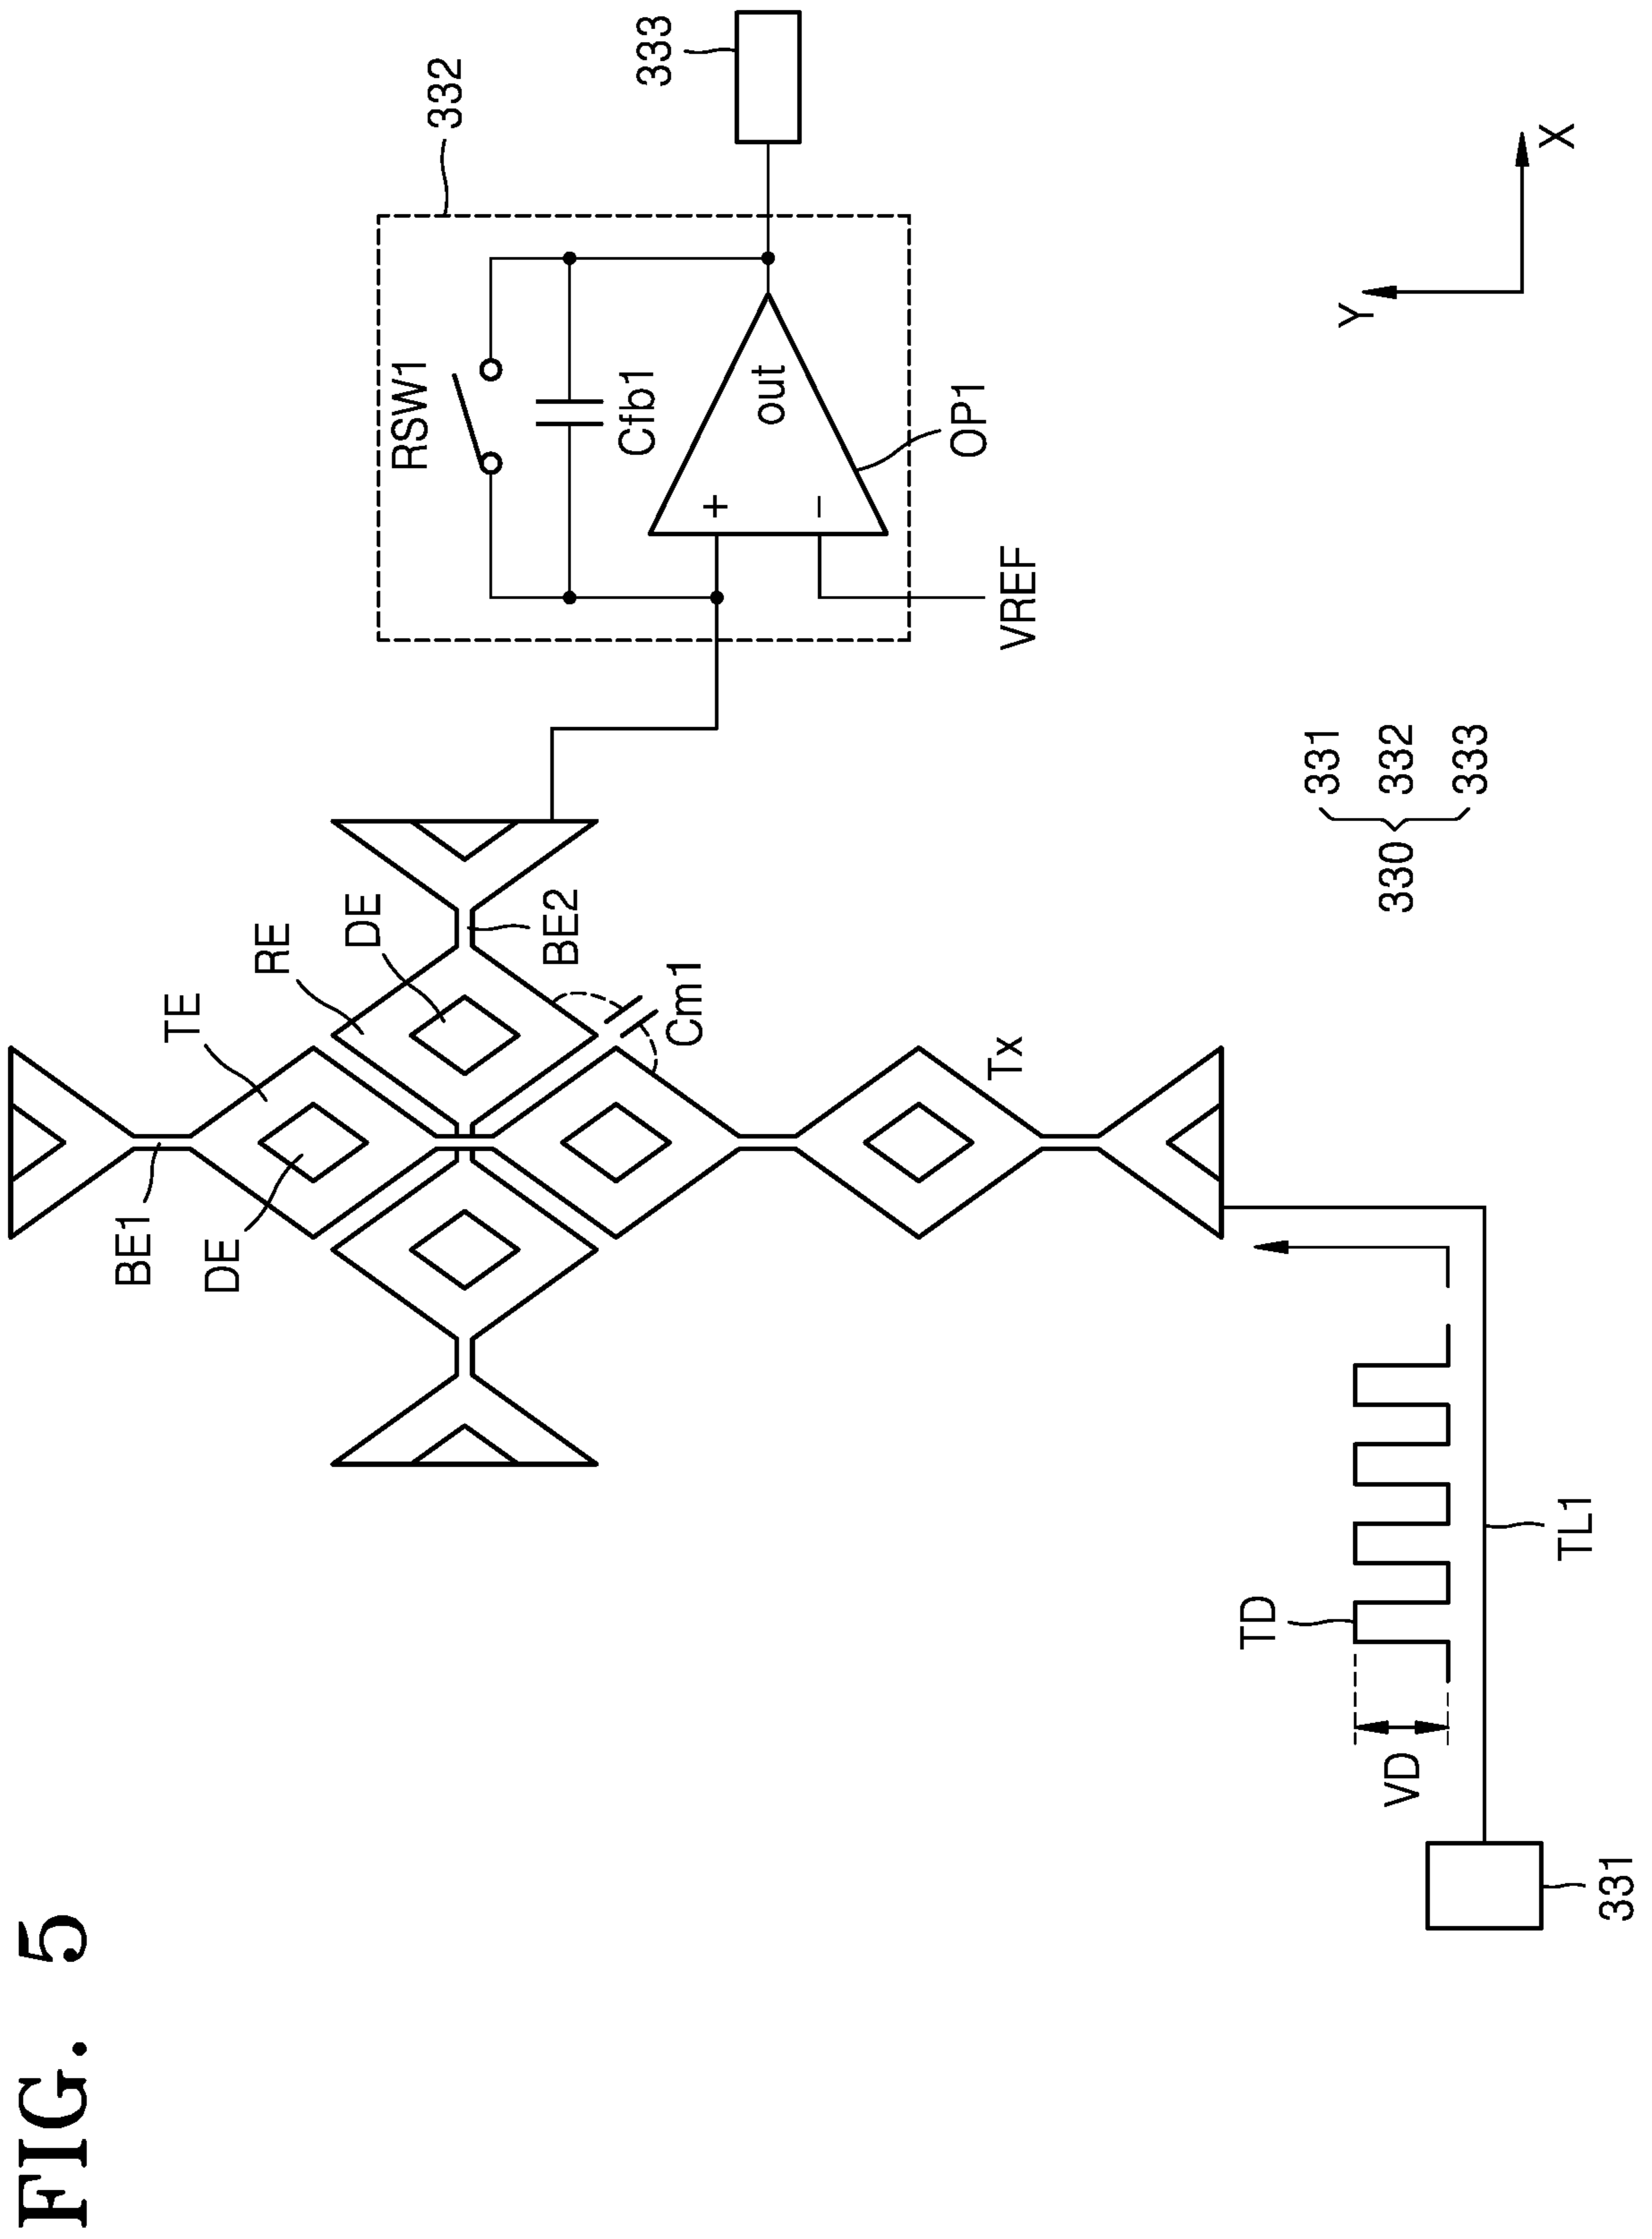 FIG. 5
333
332
RSW1
Cfb1
out
+
−
OP1
VREF
Y
X
RE
DE
TE
BE2
Cm1
BE1
DE
Tx
330
331
332
333
TD
VD
TL1
331